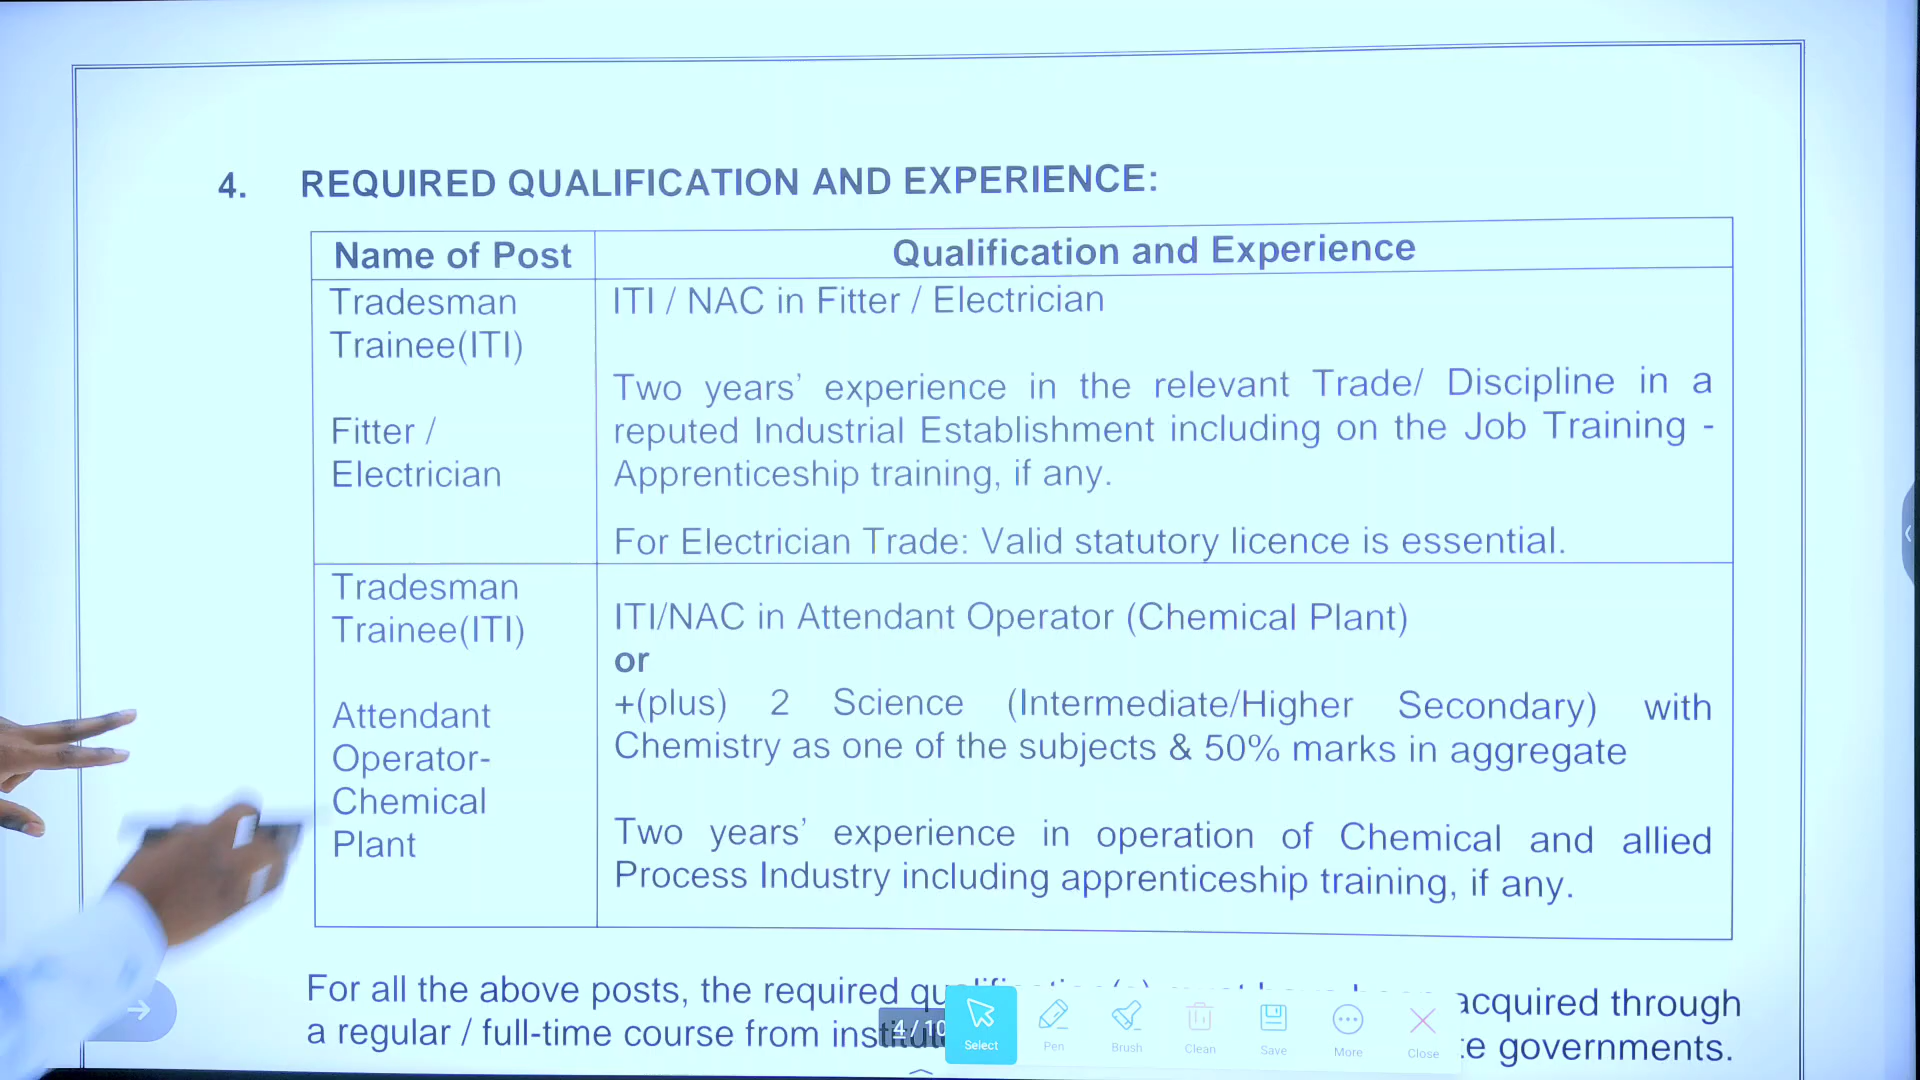 4. REQUIRED QUALIFICATION AND EXPERIENCE:
Name of Post
Qualification and Experience
Tradesman
Trainee(ITI)
Fitter /
Electrician
ITI / NAC in Fitter / Electrician
Two years’ experience in the relevant Trade/ Discipline in a
reputed Industrial Establishment including on the Job Training -
Apprenticeship training, if any.
For Electrician Trade: Valid statutory licence is essential.
Tradesman
Trainee(ITI)
Attendant
Operator-
Chemical
Plant
ITI/NAC in Attendant Operator (Chemical Plant)
or
+(plus) 2 Science (Intermediate/Higher Secondary) with
Chemistry as one of the subjects & 50% marks in aggregate
Two years’ experience in operation of Chemical and allied
Process Industry including apprenticeship training, if any.
For all the above posts, the required acquired through
a regular / full-time course from governments.
4/10
Select
Pen
Brush
Clean
Save
More
Close